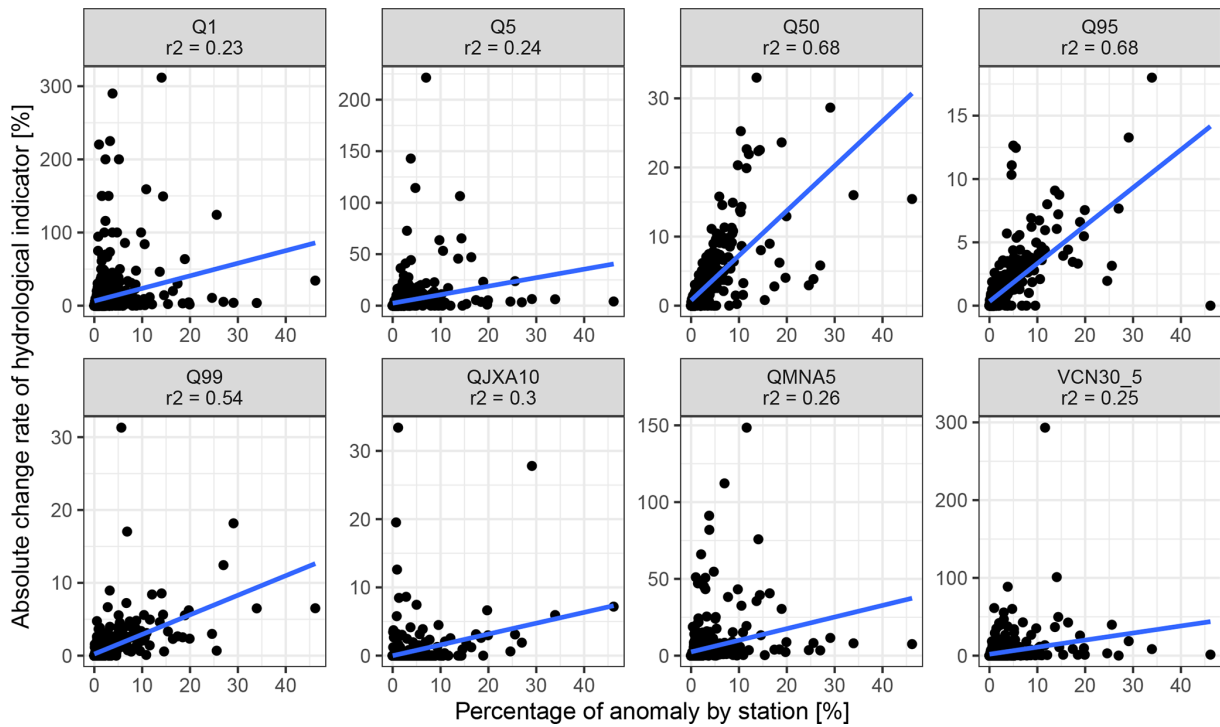 Q1
r2 = 0.23
Q5
r2 = 0.24
Q50
r2 = 0.68
Q95
r2 = 0.68
300
200
100
0
0 10 20 30 40
200
150
100
50
0
0 10 20 30 40
30
20
10
0
0 10 20 30 40
15
10
5
0
0 10 20 30 40
Q99
r2 = 0.54
QJXA10
r2 = 0.3
QMNA5
r2 = 0.26
VCN30_5
r2 = 0.25
30
20
10
0
0 10 20 30 40
30
20
10
0
0 10 20 30 40
150
100
50
0
0 10 20 30 40
300
200
100
0
0 10 20 30 40
Absolute change rate of hydrological indicator [%]
Percentage of anomaly by station [%]